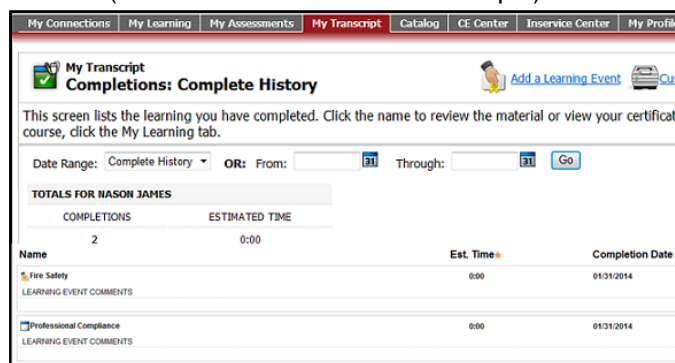 My Connections My Learning My Assessments My Transcript Catalog CE Center Inservice Center My Profile
My Transcript
Completions: Complete History
Add a Learning Event
This screen lists the learning you have completed. Click the name to review the material or view your certificat
course, click the My Learning tab.
Date Range: Complete History OR: From: 31 Through: 31 Go
TOTALS FOR NASON JAMES
COMPLETIONS ESTIMATED TIME
2 0:00
Name Est. Time* Completion Date
Fire Safety 0:00 01/31/2014
LEARNING EVENT COMMENTS
Professional Compliance 0:00 01/31/2014
LEARNING EVENT COMMENTS